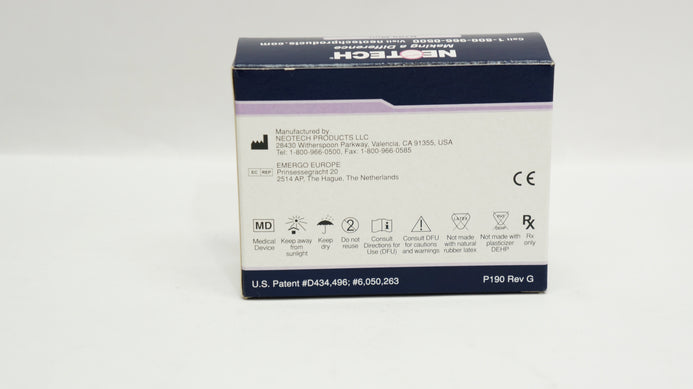 Call 1-800-966-0500 Visit neotechproducts.com
Making a Difference
NEOTECH®
Manufactured by
NEOTECH PRODUCTS LLC
28430 Witherspoon Parkway, Valencia, CA 91355, USA
Tel: 1-800-966-0500, Fax: 1-800-966-0585
EC REP
EMERGO EUROPE
Prinsessegracht 20
2514 AP, The Hague, The Netherlands
CE
MD
Medical Device
Keep away from sunlight
Keep dry
2
Do not reuse
i
Consult Directions for Use (DFU)
Consult DFU for cautions and warnings
LATEX
Not made with natural rubber latex
DEHP
Not made with plasticizer DEHP
Rx
Rx only
U.S. Patent #D434,496; #6,050,263
P190 Rev G